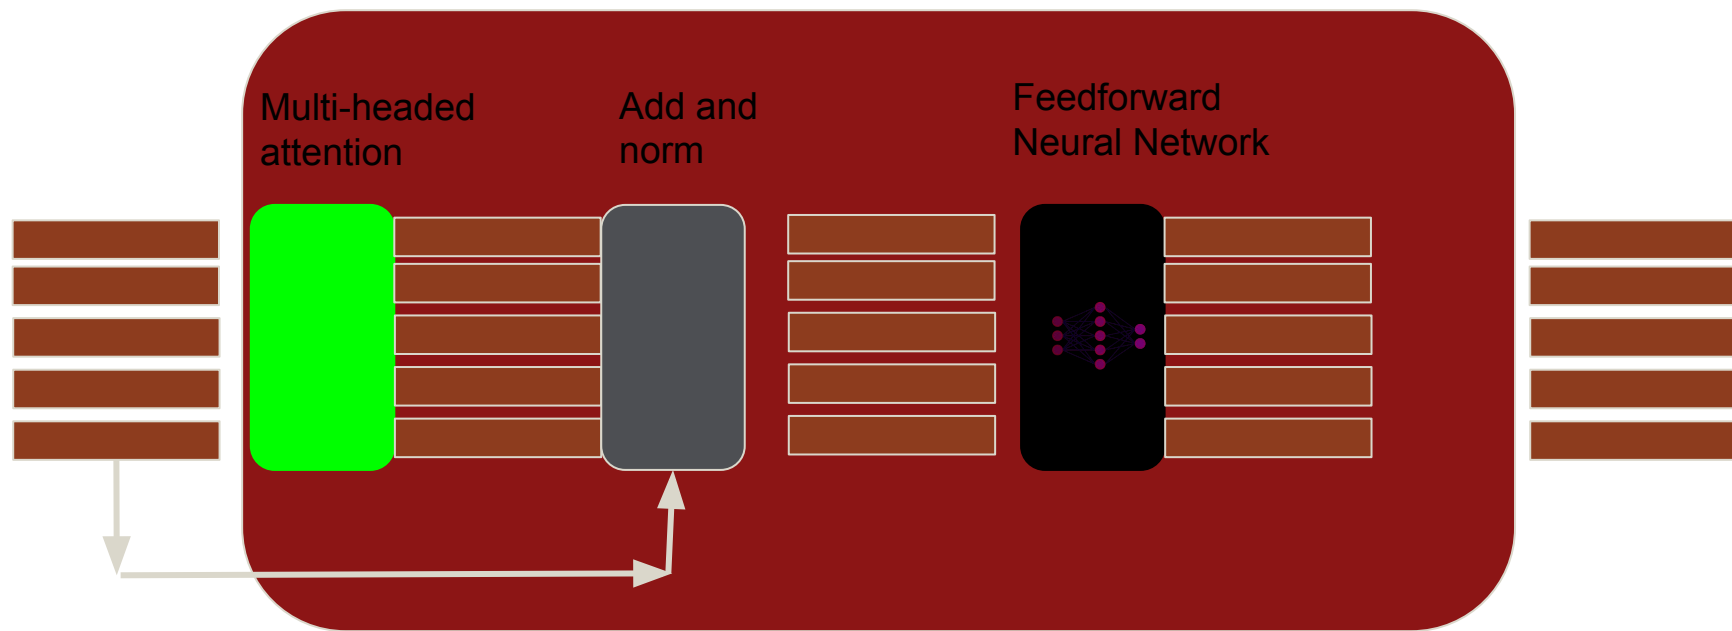 Multi-headed
attention
Add and
norm
Feedforward
Neural Network